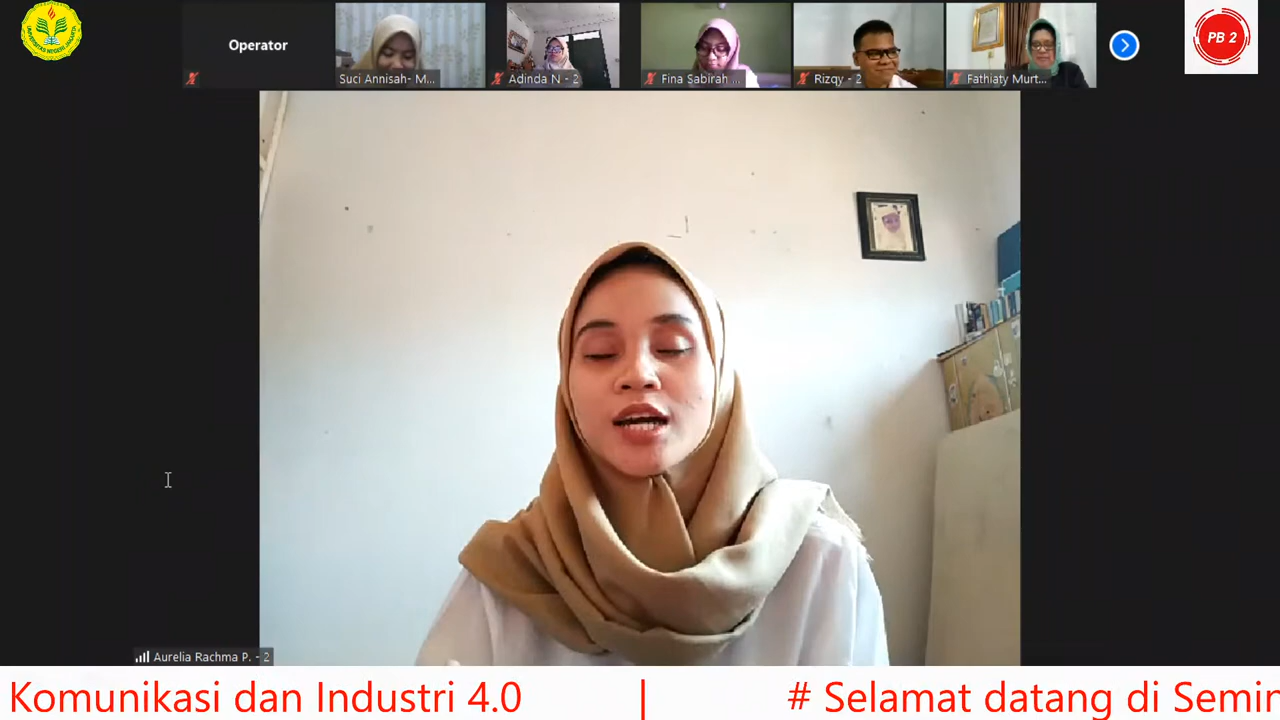 Operator
Suci Annisah- M...
Adinda N - 2
Fina Sabirah ...
Rizqy - 2
Fathiaty Murt...
PB 2
Aurelia Rachma P. - 2
Komunikasi dan Industri 4.0 | # Selamat datang di Semin